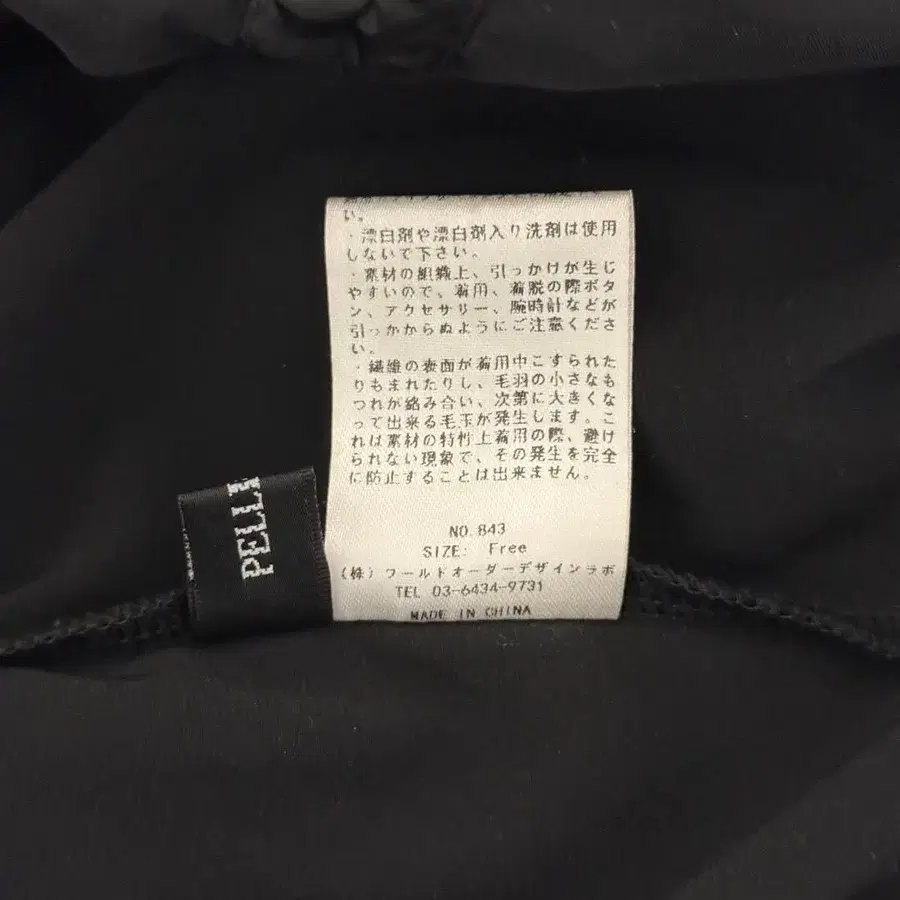 い。
・漂白剤や漂白剤入り洗剤は使用
しないで下さい。
・素材の組織上、引っかけが生じ
やすいので、着用、着脱の際ボタ
ン、アクセサリー、腕時計などが
引っかからぬようにご注意くださ
い。
・繊維の表面が着用中こすられた
りもまれたりし、毛羽の小さなも
つれが絡み合い、次第に大きくな
って出来る毛玉が発生します。こ
れは素材の特性上着用の際、避け
られない現象で、その発生を完全
に防止することは出来ません。
NO.843
SIZE: Free
(株)ワールドオーダーデザインラボ
TEL 03-6434-9731
MADE IN CHINA
PELL